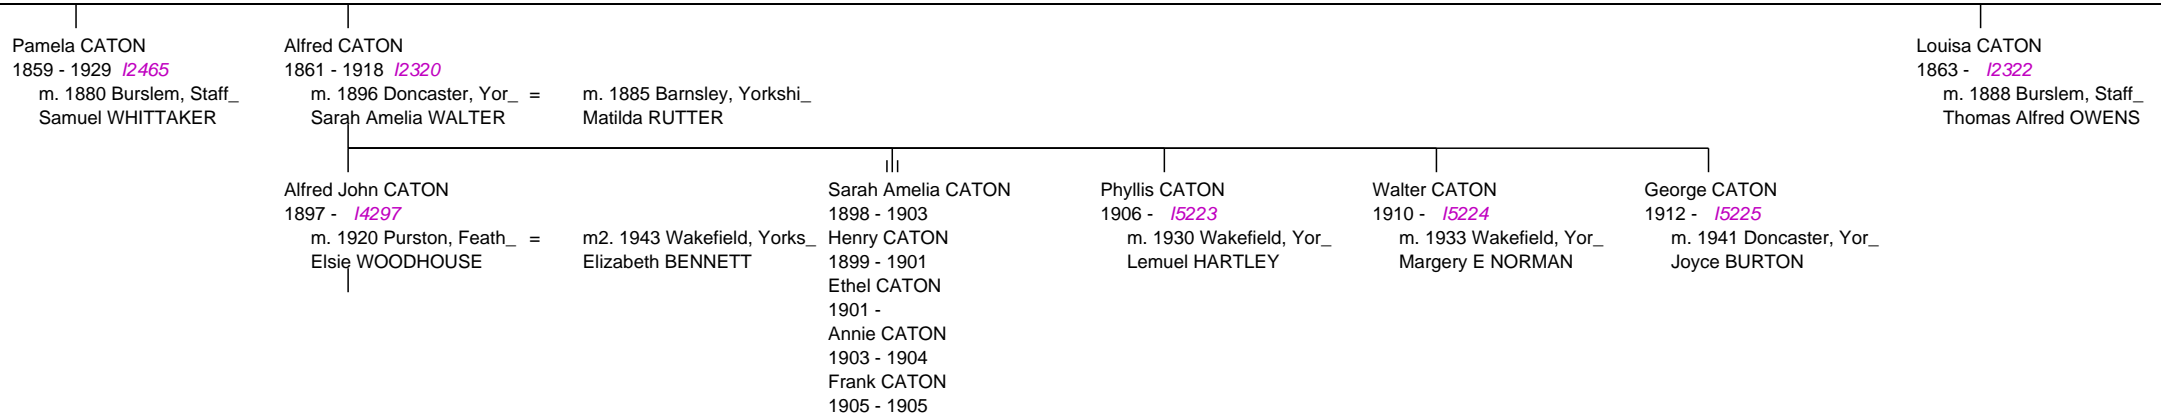 Pamela CATON
1859 - 1929 I2465
m. 1880 Burslem, Staff_
Samuel WHITTAKER
Alfred CATON
1861 - 1918 I2320
m. 1896 Doncaster, Yor_ =
Sarah Amelia WALTER
m. 1885 Barnsley, Yorkshi_
Matilda RUTTER
Louisa CATON
1863 - I2322
m. 1888 Burslem, Staff_
Thomas Alfred OWENS
Alfred John CATON
1897 - I4297
m. 1920 Purston, Feath_ =
Elsie WOODHOUSE
m2. 1943 Wakefield, Yorks_
Elizabeth BENNETT
Sarah Amelia CATON
1898 - 1903
Henry CATON
1899 - 1901
Ethel CATON
1901 -
Annie CATON
1903 - 1904
Frank CATON
1905 - 1905
Phyllis CATON
1906 - I5223
m. 1930 Wakefield, Yor_
Lemuel HARTLEY
Walter CATON
1910 - I5224
m. 1933 Wakefield, Yor_
Margery E NORMAN
George CATON
1912 - I5225
m. 1941 Doncaster, Yor_
Joyce BURTON